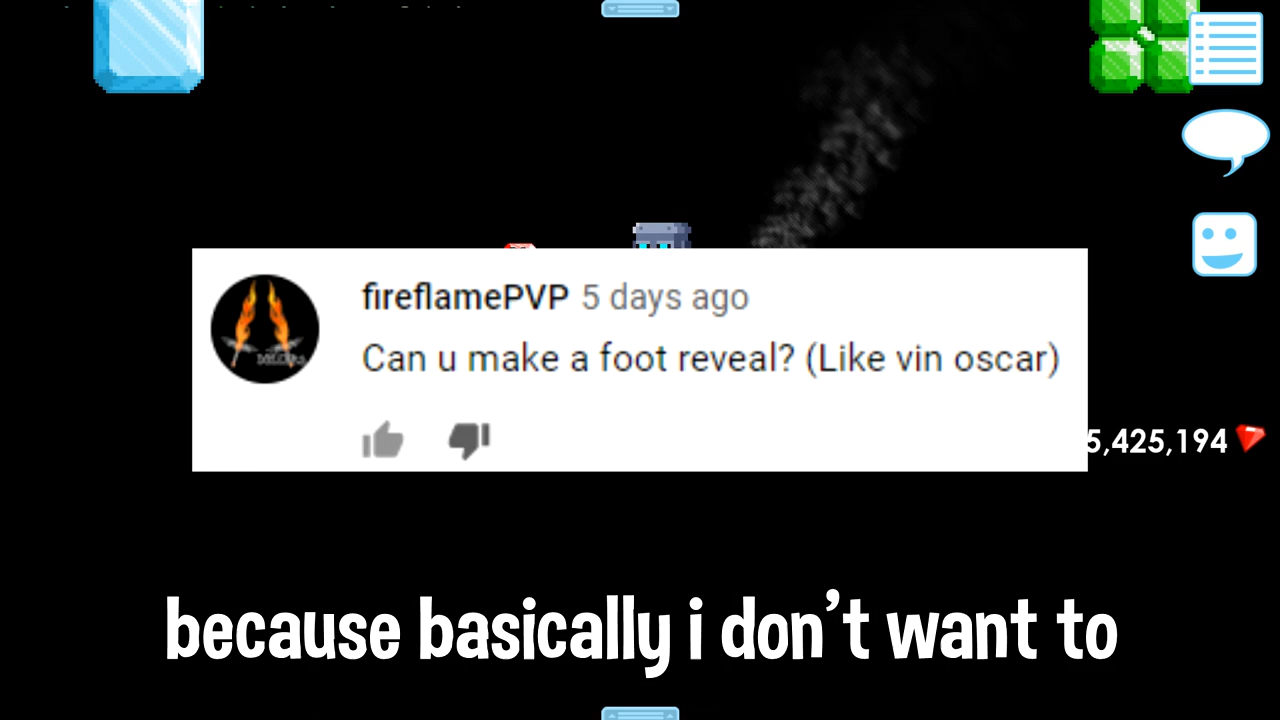 fireflamePVP 5 days ago
Can u make a foot reveal? (Like vin oscar)
5,425,194
because basically i don't want to